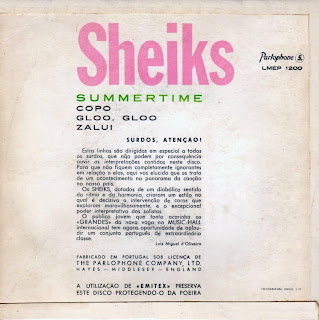 Sheiks
Parlophone
LMEP 1200
SUMMERTIME
COPO
GLOO, GLOO
ZALUI
SURDOS, ATENÇÃO!
Estas linhas são dirigidas em especial a todos
os surdos, que não podem por consequência
ouvir as interpretações contidas neste disco.
Para que não fiquem completamente ignorantes
em relação a elas, aqui vos elucido que se trata
de um acontecimento no panorama da canção
no nosso país.
Os SHEIKS, dotados de um diabólico sentido
do ritmo e da harmonia, criaram um estilo no
qual é decisiva a intervenção de coros que
exploram maravilhosamente, e o excepcional
poder interpretativo dos solistas.
O público jovem que tanto acarinha os
«GRANDES» da nova vaga no MUSIC-HALL
internacional tem agora oportunidade de aplau-
dir um conjunto português de extraordinária
classe.
Luís Miguel d'Oliveira
FABRICADO EM PORTUGAL SOB LICENÇA DE
THE PARLOPHONE COMPANY, LTD.
HAYES - MIDDLESEX - ENGLAND
A UTILIZAÇÃO DE «EMITEX» PRESERVA
ESTE DISCO PROTEGENDO-O DA POEIRA